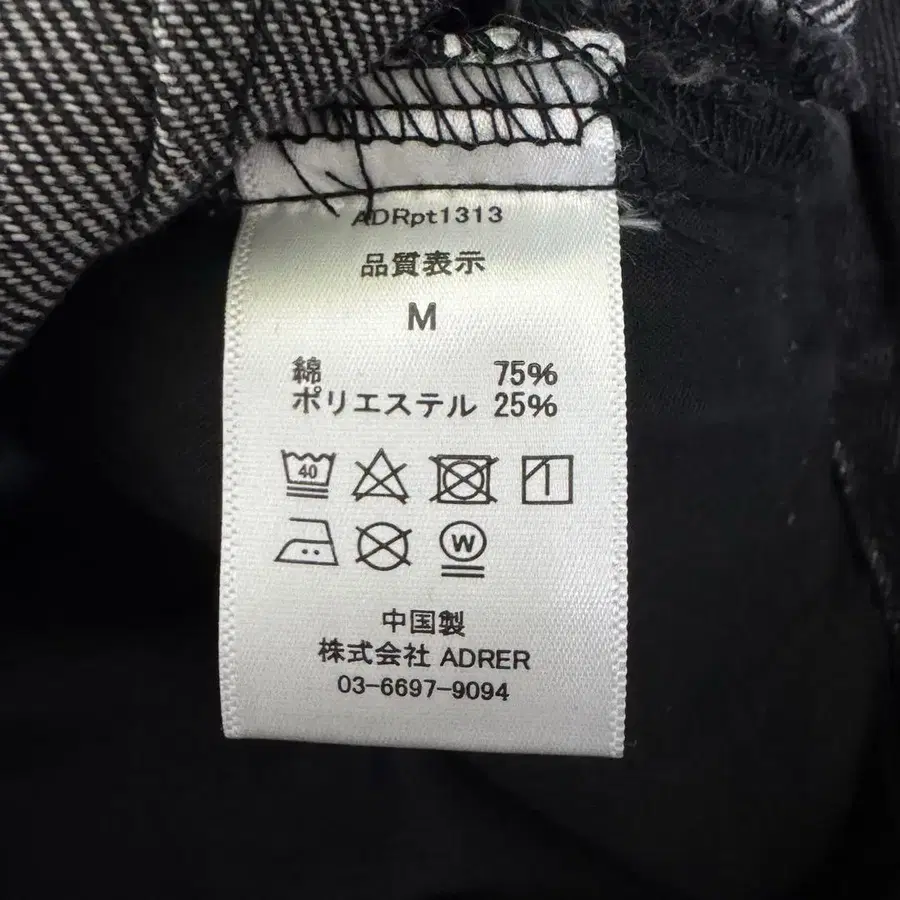 ADRpt1313
品質表示
M
綿 75%
ポリエステル 25%
40
W
中国製
株式会社 ADRER
03-6697-9094